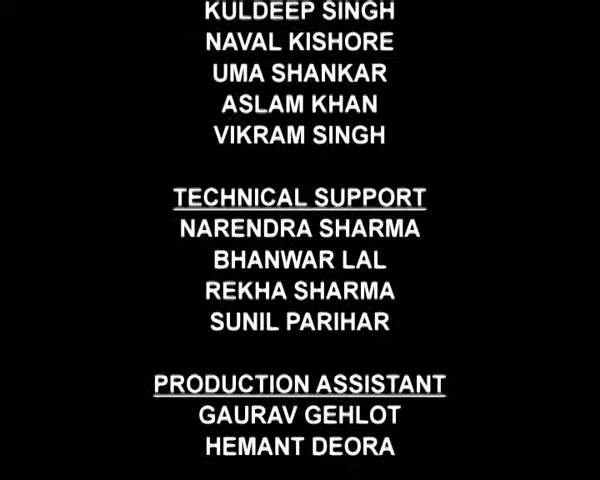 KULDEEP SINGH
NAVAL KISHORE
UMA SHANKAR
ASLAM KHAN
VIKRAM SINGH
TECHNICAL SUPPORT
NARENDRA SHARMA
BHANWAR LAL
REKHA SHARMA
SUNIL PARIHAR
PRODUCTION ASSISTANT
GAURAV GEHLOT
HEMANT DEORA